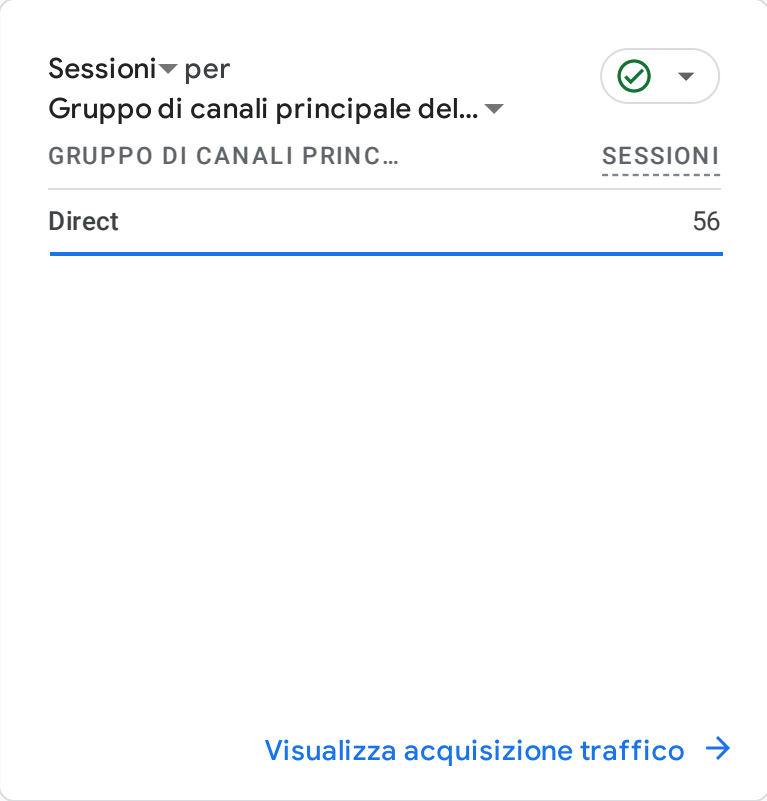 Sessioni per
Gruppo di canali principale del...
GRUPPO DI CANALI PRINC... SESSIONI
Direct 56
Visualizza acquisizione traffico